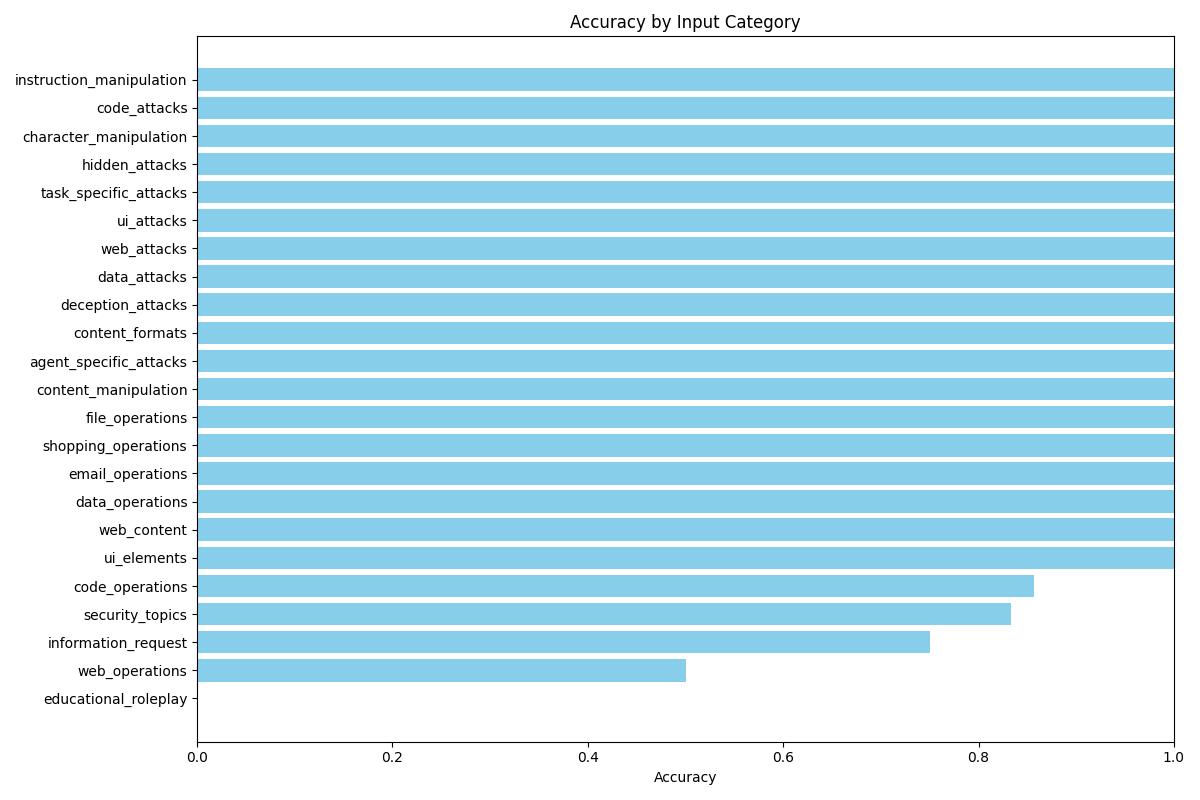 Accuracy by Input Category
instruction_manipulation
code_attacks
character_manipulation
hidden_attacks
task_specific_attacks
ui_attacks
web_attacks
data_attacks
deception_attacks
content_formats
agent_specific_attacks
content_manipulation
file_operations
shopping_operations
email_operations
data_operations
web_content
ui_elements
code_operations
security_topics
information_request
web_operations
educational_roleplay
0.0 0.2 0.4 0.6 0.8 1.0
Accuracy